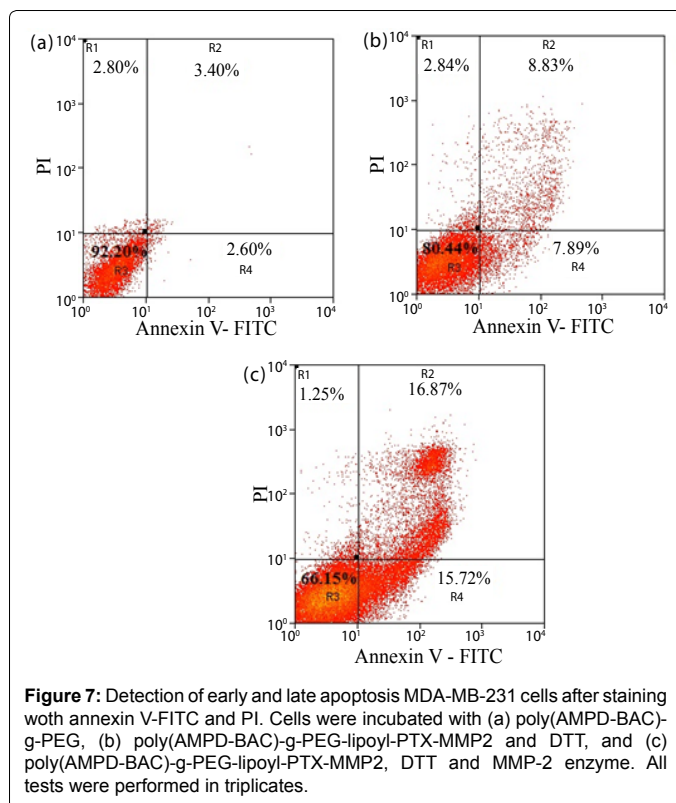 (a)
10⁴
R1
R2
2.80%
3.40%
10³
PI
10²
10¹
92.20%
2.60%
R3
R4
10⁰
10⁰ 10¹ 10² 10³ 10⁴
Annexin V- FITC
(b)
10⁴
R1
R2
2.84%
8.83%
10³
PI
10²
10¹
80.44%
7.89%
R3
R4
10⁰
10⁰ 10¹ 10² 10³ 10⁴
Annexin V- FITC
(c)
10⁴
R1
R2
1.25%
16.87%
10³
PI
10²
10¹
66.15%
15.72%
R3
R4
10⁰
10⁰ 10¹ 10² 10³ 10⁴
Annexin V - FITC
Figure 7: Detection of early and late apoptosis MDA-MB-231 cells after staining
woth annexin V-FITC and PI. Cells were incubated with (a) poly(AMPD-BAC)-
g-PEG, (b) poly(AMPD-BAC)-g-PEG-lipoyl-PTX-MMP2 and DTT, and (c)
poly(AMPD-BAC)-g-PEG-lipoyl-PTX-MMP2, DTT and MMP-2 enzyme. All
tests were performed in triplicates.